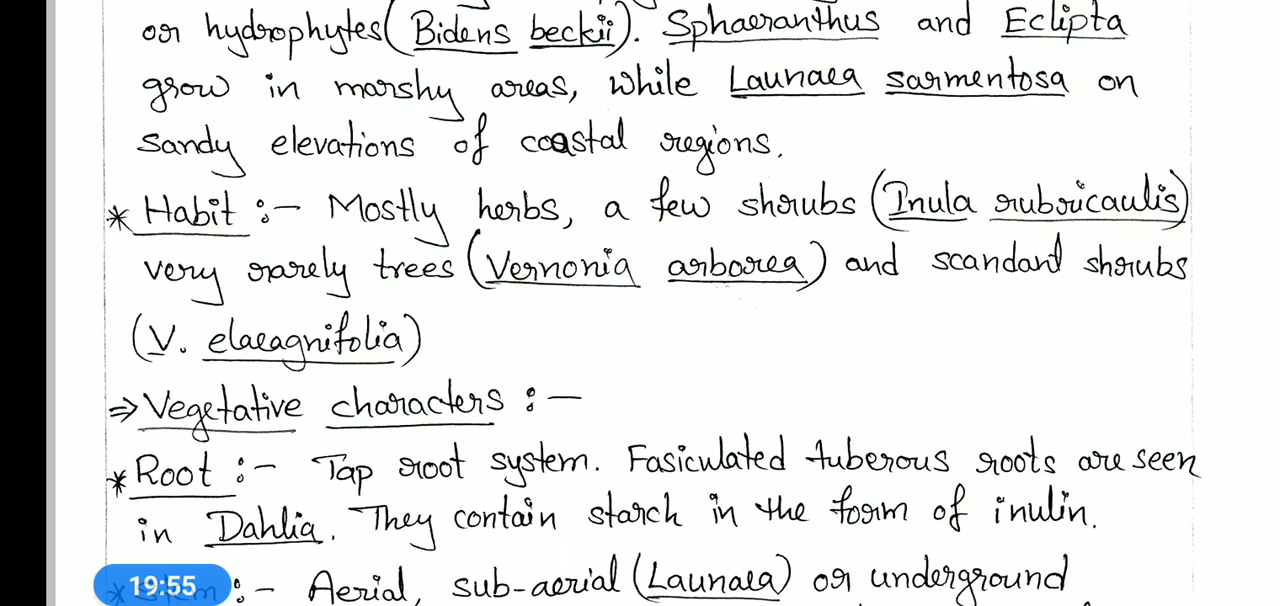 or hydrophytes (Bidens beckii). Sphaeranthus and Eclipta
grow in marshy areas, while Launaea sarmentosa on
sandy elevations of coastal regions.
* Habit :- Mostly herbs, a few shrubs (Inula rubricaulis)
very rarely trees (Vernonia arborea) and scandard shrubs
(V. elaeagnifolia)
⇒ Vegetative characters :-
* Root :- Tap root system. Fasiculated tuberous roots are seen
in Dahlia. They contain starch in the form of inulin.
19:55 :- Aerial, sub-aerial (Launaea) or underground